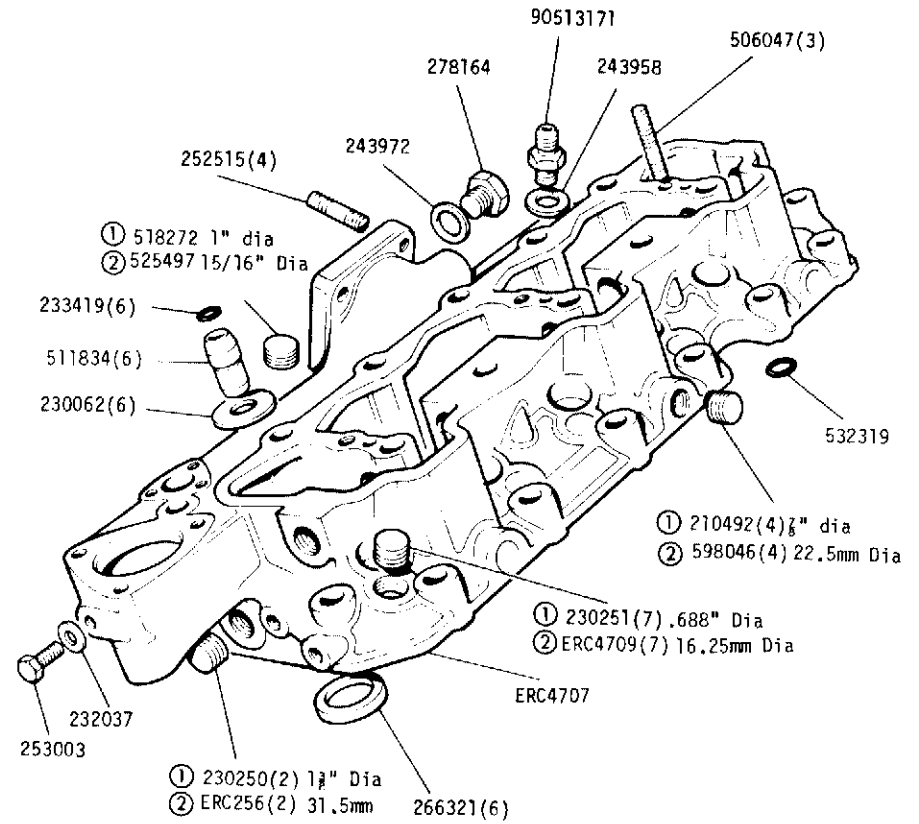 90513171
506047(3)
278164
243958
243972
252515(4)
① 518272 1" dia
② 525497 15/16" Dia
233419(6)
511834(6)
230062(6)
532319
① 210492(4) ⅞" dia
② 598046(4) 22.5mm Dia
① 230251(7) .688" Dia
② ERC4709(7) 16.25mm Dia
ERC4707
232037
253003
① 230250(2) Dia
② ERC256(2) 31.5mm
266321(6)